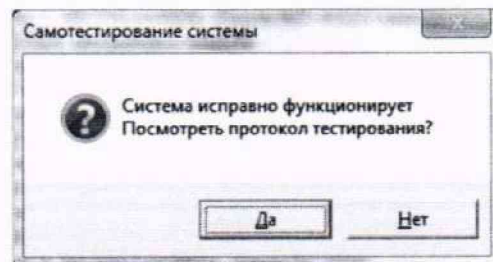 Самотестирование системы
Система исправно функционирует
Посмотреть протокол тестирования?
Да
Нет